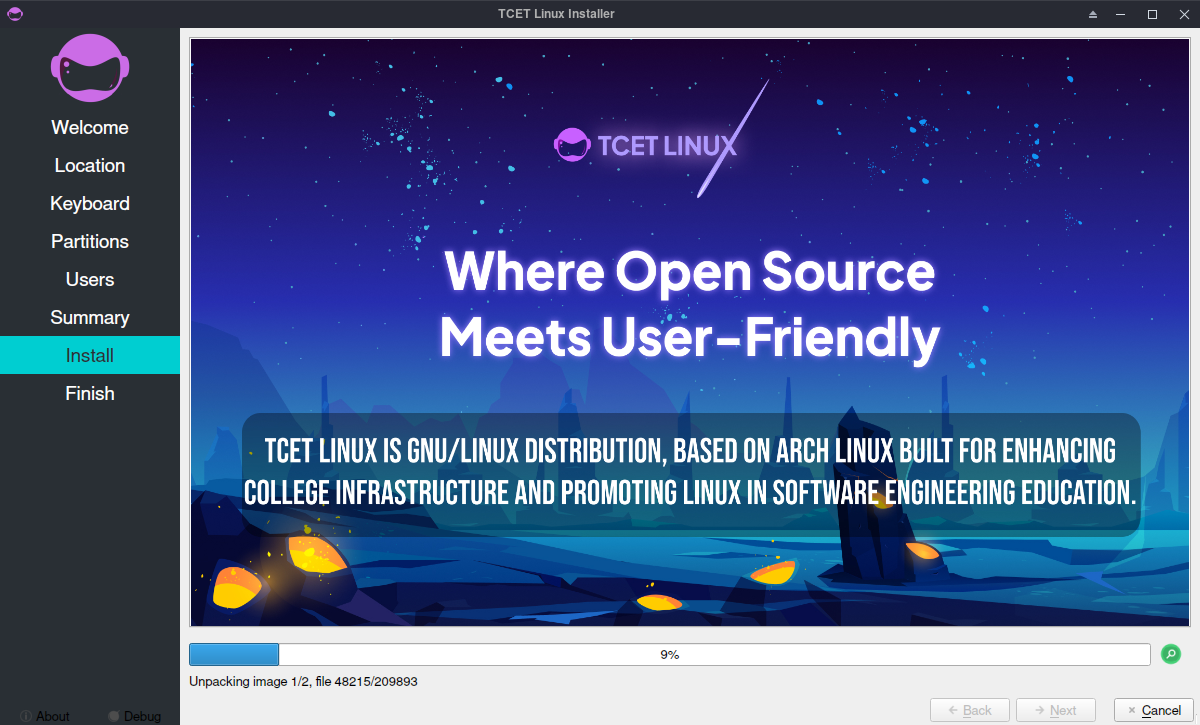 TCET Linux Installer
Welcome
Location
Keyboard
Partitions
Users
Summary
Install
Finish
TCET LINUX
Where Open Source
Meets User-Friendly
TCET LINUX IS GNU/LINUX DISTRIBUTION, BASED ON ARCH LINUX BUILT FOR ENHANCING
COLLEGE INFRASTRUCTURE AND PROMOTING LINUX IN SOFTWARE ENGINEERING EDUCATION.
9%
Unpacking image 1/2, file 48215/209893
About Debug
Back Next Cancel